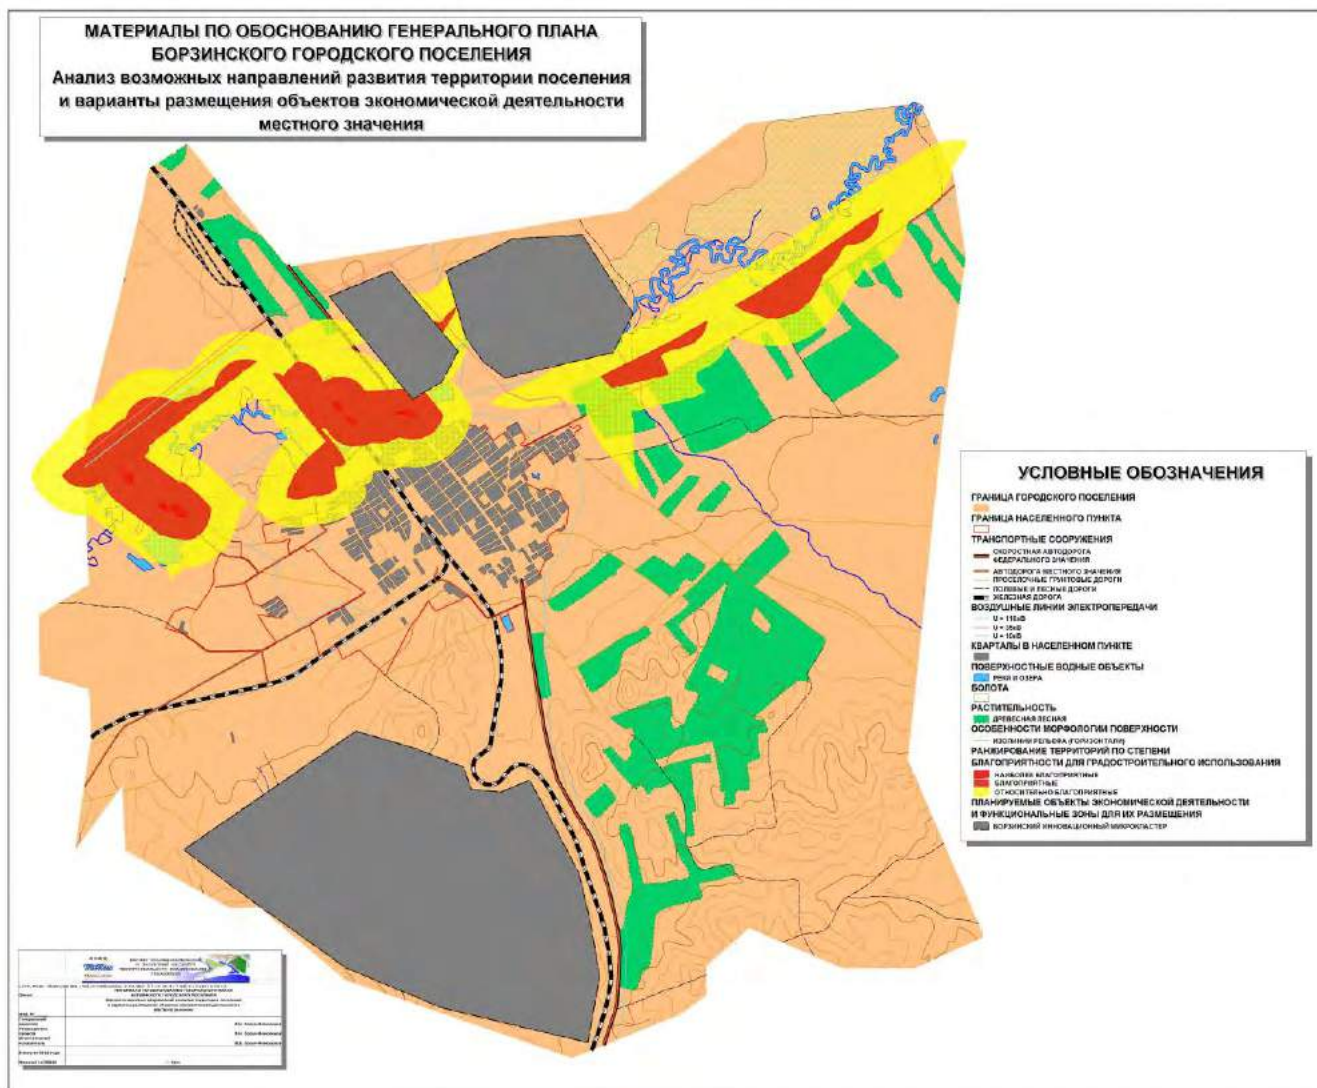 МАТЕРИАЛЫ ПО ОБОСНОВАНИЮ ГЕНЕРАЛЬНОГО ПЛАНА
БОРЗИНСКОГО ГОРОДСКОГО ПОСЕЛЕНИЯ
Анализ возможных направлений развития территории поселения
и варианты размещения объектов экономической деятельности
местного значения
УСЛОВНЫЕ ОБОЗНАЧЕНИЯ
ГРАНИЦА ГОРОДСКОГО ПОСЕЛЕНИЯ
ГРАНИЦА НАСЕЛЕННОГО ПУНКТА
ТРАНСПОРТНЫЕ СООРУЖЕНИЯ
СКОРОСТНАЯ АВТОДОРОГА
ФЕДЕРАЛЬНОГО ЗНАЧЕНИЯ
АВТОДОРОГА МЕСТНОГО ЗНАЧЕНИЯ
ПРОСЕЛОЧНЫЕ ГРУНТОВЫЕ ДОРОГИ
ПОЛЕВЫЕ И ЛЕСНЫЕ ДОРОГИ
ЖЕЛЕЗНАЯ ДОРОГА
ВОЗДУШНЫЕ ЛИНИИ ЭЛЕКТРОПЕРЕДАЧИ
U = 110кВ
U = 35кВ
U = 10кВ
КВАРТАЛЫ В НАСЕЛЕННОМ ПУНКТЕ
ПОВЕРХНОСТНЫЕ ВОДНЫЕ ОБЪЕКТЫ
РЕКИ И ОЗЕРА
БОЛОТА
РАСТИТЕЛЬНОСТЬ
ДРЕВЕСНАЯ ЛЕСНАЯ
ОСОБЕННОСТИ МОРФОЛОГИИ ПОВЕРХНОСТИ
ИЗОЛИНИИ РЕЛЬЕФА (ГОРИЗОНТАЛИ)
РАНЖИРОВАНИЕ ТЕРРИТОРИЙ ПО СТЕПЕНИ
БЛАГОПРИЯТНОСТИ ДЛЯ ГРАДОСТРОИТЕЛЬНОГО ИСПОЛЬЗОВАНИЯ
НАИБОЛЕЕ БЛАГОПРИЯТНЫЕ
БЛАГОПРИЯТНЫЕ
ОТНОСИТЕЛЬНО БЛАГОПРИЯТНЫЕ
ПЛАНИРУЕМЫЕ ОБЪЕКТЫ ЭКОНОМИЧЕСКОЙ ДЕЯТЕЛЬНОСТИ
И ФУНКЦИОНАЛЬНЫЕ ЗОНЫ ДЛЯ ИХ РАЗМЕЩЕНИЯ
БОРЗИНСКИЙ ИННОВАЦИОННЫЙ МИКРОКЛАСТЕР